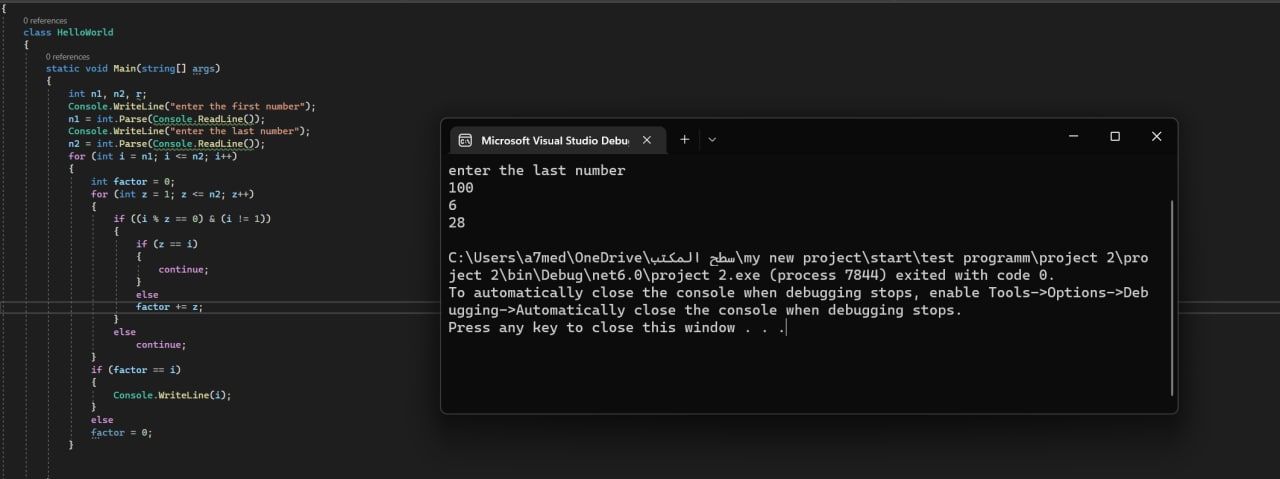 {
0 references
class HelloWorld
{
0 references
static void Main(string[] args)
{
int n1, n2, r;
Console.WriteLine("enter the first number");
n1 = int.Parse(Console.ReadLine());
Console.WriteLine("enter the last number");
n2 = int.Parse(Console.ReadLine());
for (int i = n1; i <= n2; i++)
{
int factor = 0;
for (int z = 1; z <= n2; z++)
{
if ((i % z == 0) & (i != 1))
{
if (z == i)
{
continue;
}
else
factor += z;
}
else
continue;
}
if (factor == i)
{
Console.WriteLine(i);
}
else
factor = 0;
}
Microsoft Visual Studio Debu
enter the last number
100
6
28
C:\Users\a7med\OneDrive\سطح المكتب\my new project\start\test programm\project 2\pro
ject 2\bin\Debug\net6.0\project 2.exe (process 7844) exited with code 0.
To automatically close the console when debugging stops, enable Tools->Options->Deb
ugging->Automatically close the console when debugging stops.
Press any key to close this window . . .